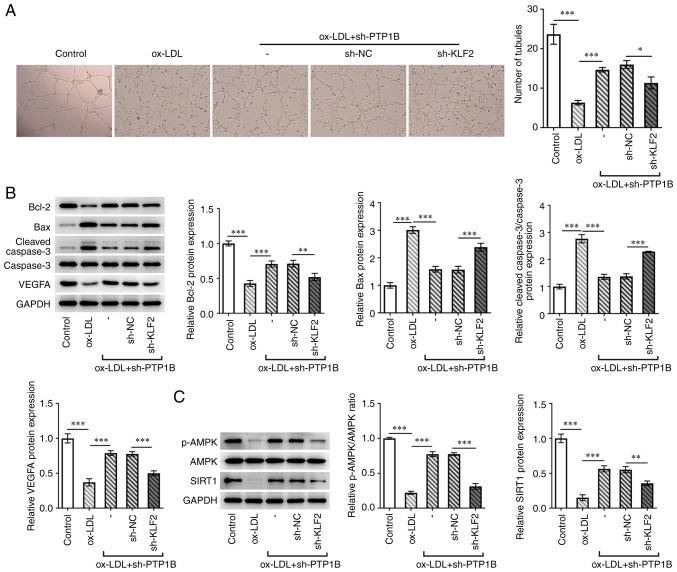 A
ox-LDL+sh-PTP1B
Control
ox-LDL
-
sh-NC
sh-KLF2
Number of tubules
30
25
20
15
10
5
0
***
***
*
Control
ox-LDL
-
sh-NC
sh-KLF2
ox-LDL+sh-PTP1B
B
Bcl-2
Bax
Cleaved
caspase-3
Caspase-3
VEGFA
GAPDH
Control
ox-LDL
-
sh-NC
sh-KLF2
ox-LDL+sh-PTP1B
Relative Bcl-2 protein expression
1.5
1.0
0.5
0.0
***
***
**
Control
ox-LDL
-
sh-NC
sh-KLF2
ox-LDL+sh-PTP1B
Relative Bax protein expression
4
3
2
1
0
***
***
***
Control
ox-LDL
-
sh-NC
sh-KLF2
ox-LDL+sh-PTP1B
Relative cleaved caspase-3/caspase-3
protein expression
4
3
2
1
0
***
***
***
Control
ox-LDL
-
sh-NC
sh-KLF2
ox-LDL+sh-PTP1B
Relative VEGFA protein expression
1.5
1.0
0.5
0.0
***
***
***
Control
ox-LDL
-
sh-NC
sh-KLF2
ox-LDL+sh-PTP1B
C
p-AMPK
AMPK
SIRT1
GAPDH
Control
ox-LDL
-
sh-NC
sh-KLF2
ox-LDL+sh-PTP1B
Relative p-AMPK/AMPK ratio
1.5
1.0
0.5
0.0
***
***
***
Control
ox-LDL
-
sh-NC
sh-KLF2
ox-LDL+sh-PTP1B
Relative SIRT1 protein expression
1.5
1.0
0.5
0.0
***
***
**
Control
ox-LDL
-
sh-NC
sh-KLF2
ox-LDL+sh-PTP1B